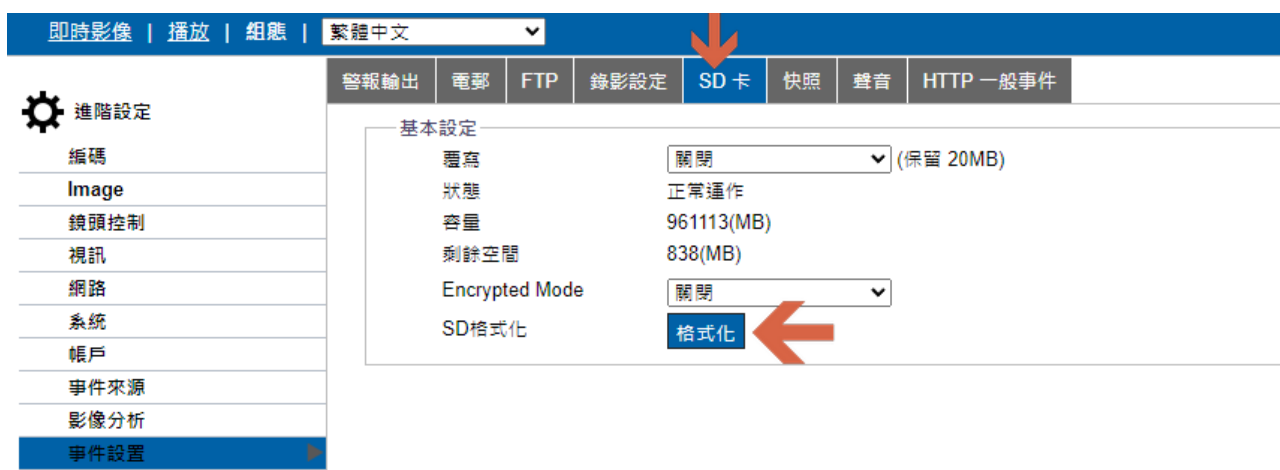 即時影像 | 播放 | 組態 | 繁體中文
警報輸出 電郵 FTP 錄影設定 SD 卡 快照 聲音 HTTP 一般事件
進階設定
編碼
Image
鏡頭控制
視訊
網路
系統
帳戶
事件來源
影像分析
事件設置
基本設定
覆寫 關閉 (保留 20MB)
狀態 正常運作
容量 961113(MB)
剩餘空間 838(MB)
Encrypted Mode 關閉
SD格式化 格式化